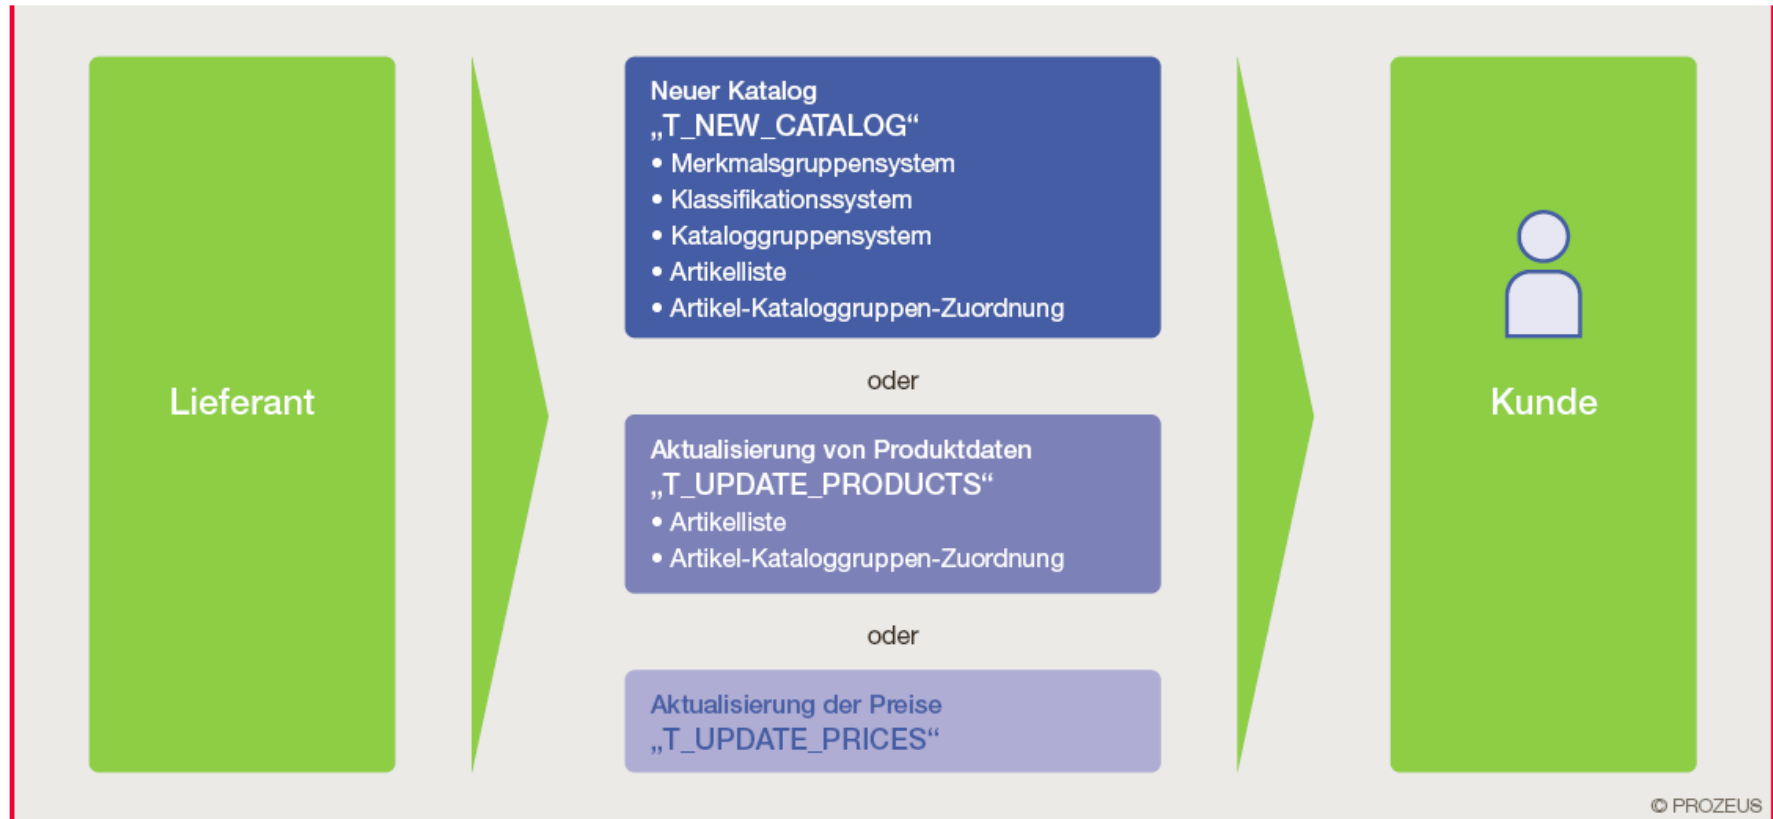 Lieferant
Neuer Katalog
„T_NEW_CATALOG“
• Merkmalsgruppensystem
• Klassifikationssystem
• Kataloggruppensystem
• Artikelliste
• Artikel-Kataloggruppen-Zuordnung
oder
Aktualisierung von Produktdaten
„T_UPDATE_PRODUCTS“
• Artikelliste
• Artikel-Kataloggruppen-Zuordnung
oder
Aktualisierung der Preise
„T_UPDATE_PRICES“
Kunde
© PROZEUS